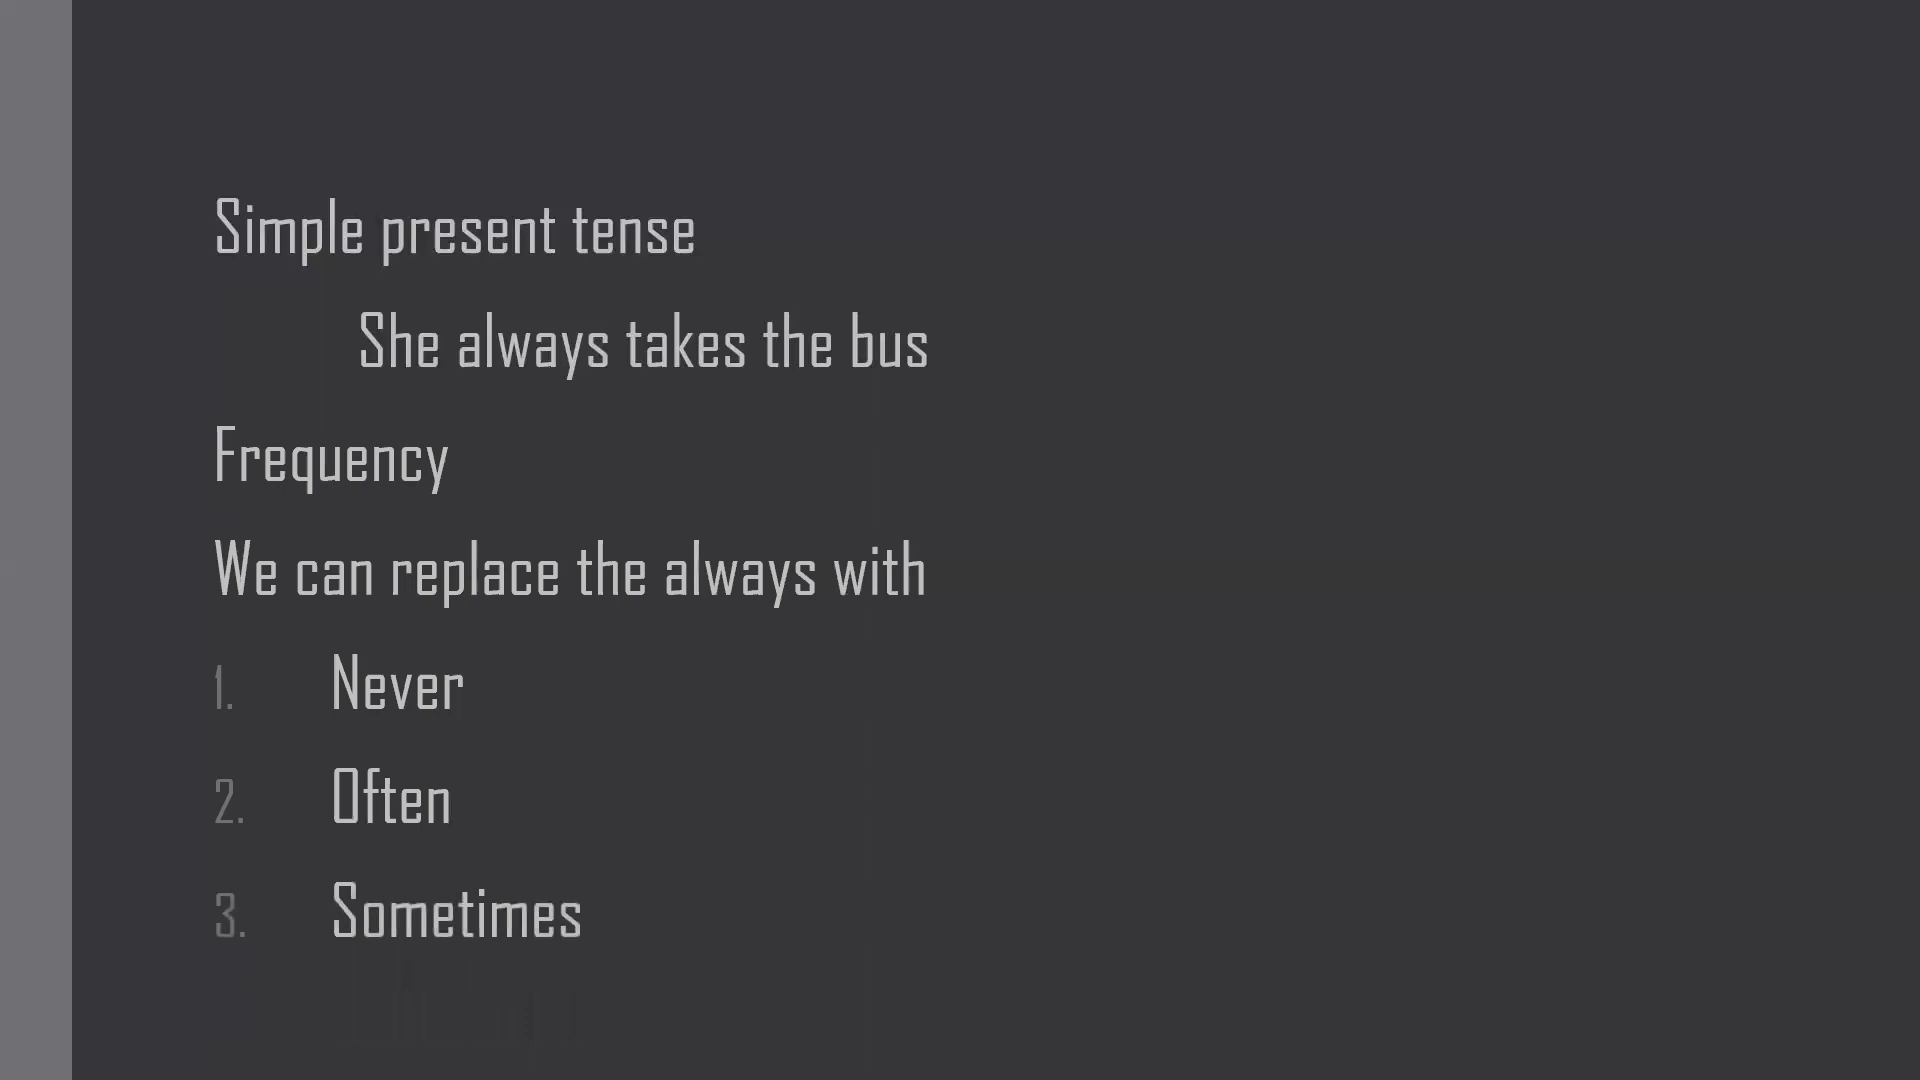 Simple present tense
She always takes the bus
Frequency
We can replace the always with
1. Never
2. Often
3. Sometimes